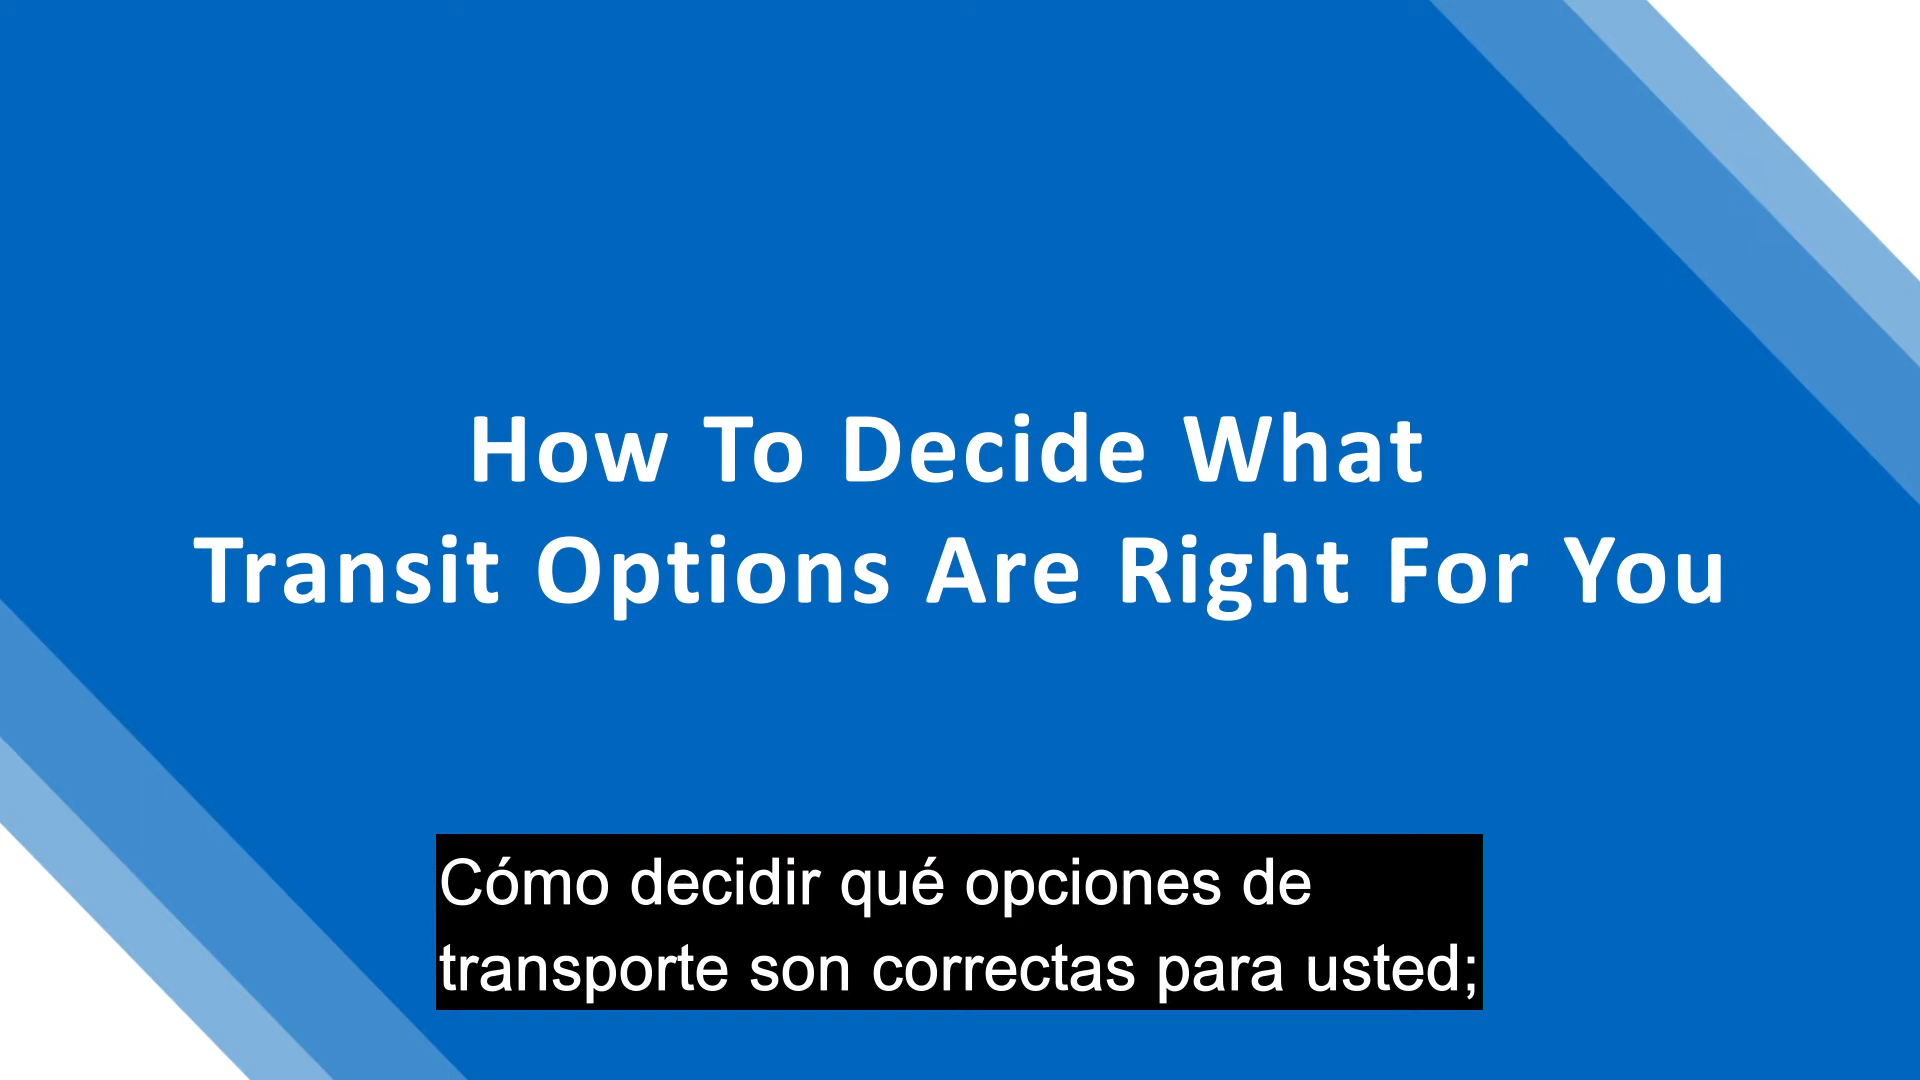 How To Decide What
Transit Options Are Right For You
Cómo decidir qué opciones de
transporte son correctas para usted;